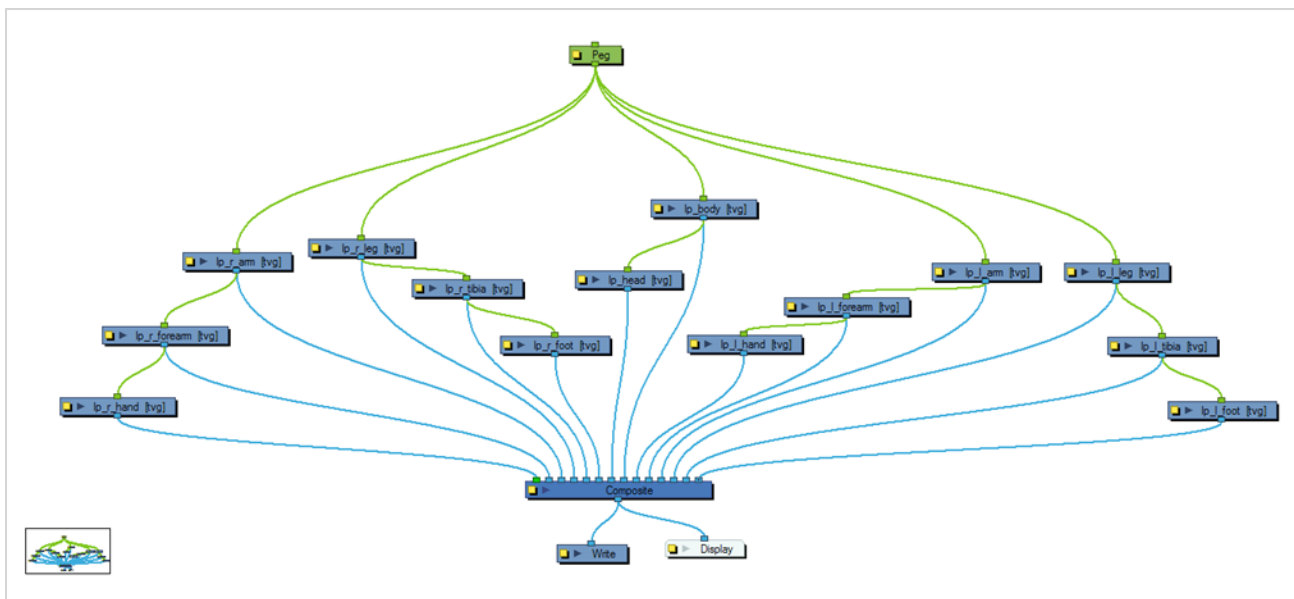 Peg
lp_body [tvg]
lp_r_leg [tvg]
lp_r_arm [tvg]
lp_head [tvg]
lp_l_arm [tvg]
lp_l_leg [tvg]
lp_r_tibia [tvg]
lp_l_forearm [tvg]
lp_r_forearm [tvg]
lp_r_foot [tvg]
lp_l_hand [tvg]
lp_l_tibia [tvg]
lp_r_hand [tvg]
lp_l_foot [tvg]
Composite
Write
Display